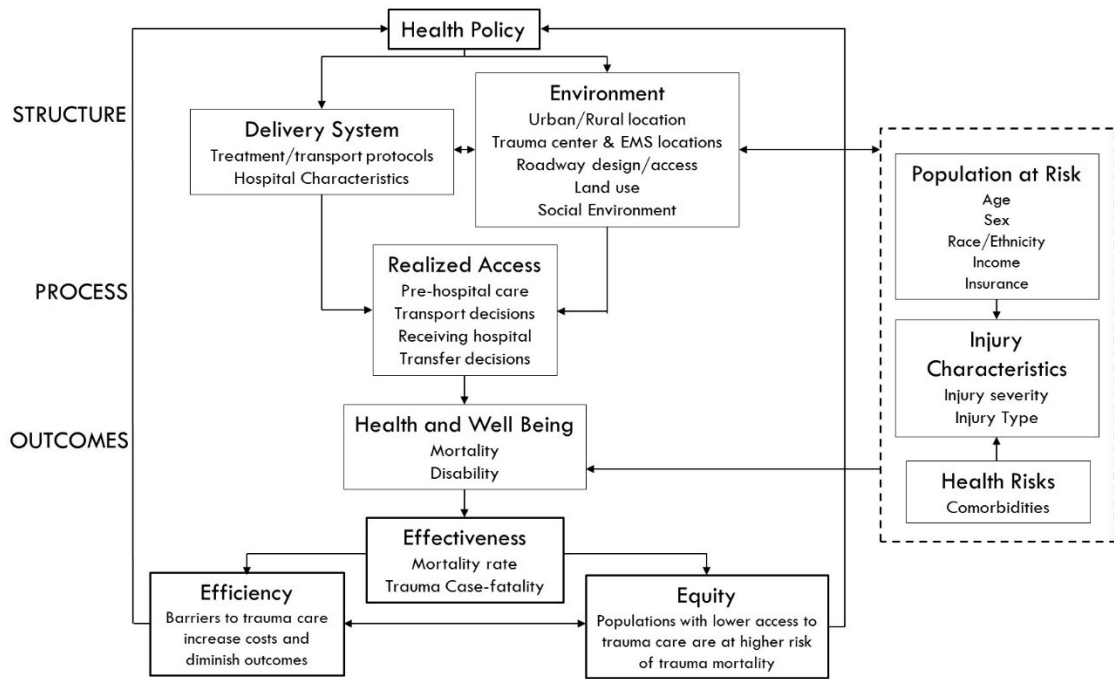 Health Policy
STRUCTURE
Delivery System
Treatment/transport protocols
Hospital Characteristics
Environment
Urban/Rural location
Trauma center & EMS locations
Roadway design/access
Land use
Social Environment
Population at Risk
Age
Sex
Race/Ethnicity
Income
Insurance
PROCESS
Realized Access
Pre-hospital care
Transport decisions
Receiving hospital
Transfer decisions
Injury
Characteristics
Injury severity
Injury Type
OUTCOMES
Health and Well Being
Mortality
Disability
Health Risks
Comorbidities
Effectiveness
Mortality rate
Trauma Case-fatality
Efficiency
Barriers to trauma care
increase costs and
diminish outcomes
Equity
Populations with lower access to
trauma care are at higher risk
of trauma mortality